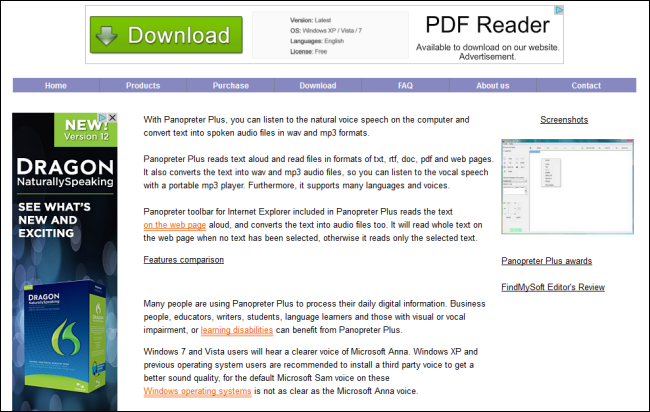 Download
Version: Latest
OS: Windows XP / Vista / 7
Languages: English
License: Free
PDF Reader
Available to download on our website.
Advertisement.
Home Products Purchase Download FAQ About us Contact
NEW!
Version 12
DRAGON
NaturallySpeaking
SEE WHAT'S
NEW AND
EXCITING
DRAGON
NATURALLYSPEAKING
With Panopreter Plus, you can listen to the natural voice speech on the computer and
convert text into spoken audio files in wav and mp3 formats.
Panopreter Plus reads text aloud and read files in formats of txt, rtf, doc, pdf and web pages.
It also converts the text into wav and mp3 audio files, so you can listen to the vocal speech
with a portable mp3 player. Furthermore, it supports many languages and voices.
Panopreter toolbar for Internet Explorer included in Panopreter Plus reads the text
on the web page aloud, and converts the text into audio files too. It will read whole text on
the web page when no text has been selected, otherwise it reads only the selected text.
Features comparison
Many people are using Panopreter Plus to process their daily digital information. Business
people, educators, writers, students, language learners and those with visual or vocal
impairment, or learning disabilities can benefit from Panopreter Plus.
Windows 7 and Vista users will hear a clearer voice of Microsoft Anna. Windows XP and
previous operating system users are recommended to install a third party voice to get a
better sound quality, for the default Microsoft Sam voice on these
Windows operating systems is not as clear as the Microsoft Anna voice.
Screenshots
Panopreter Plus awards
FindMySoft Editor's Review